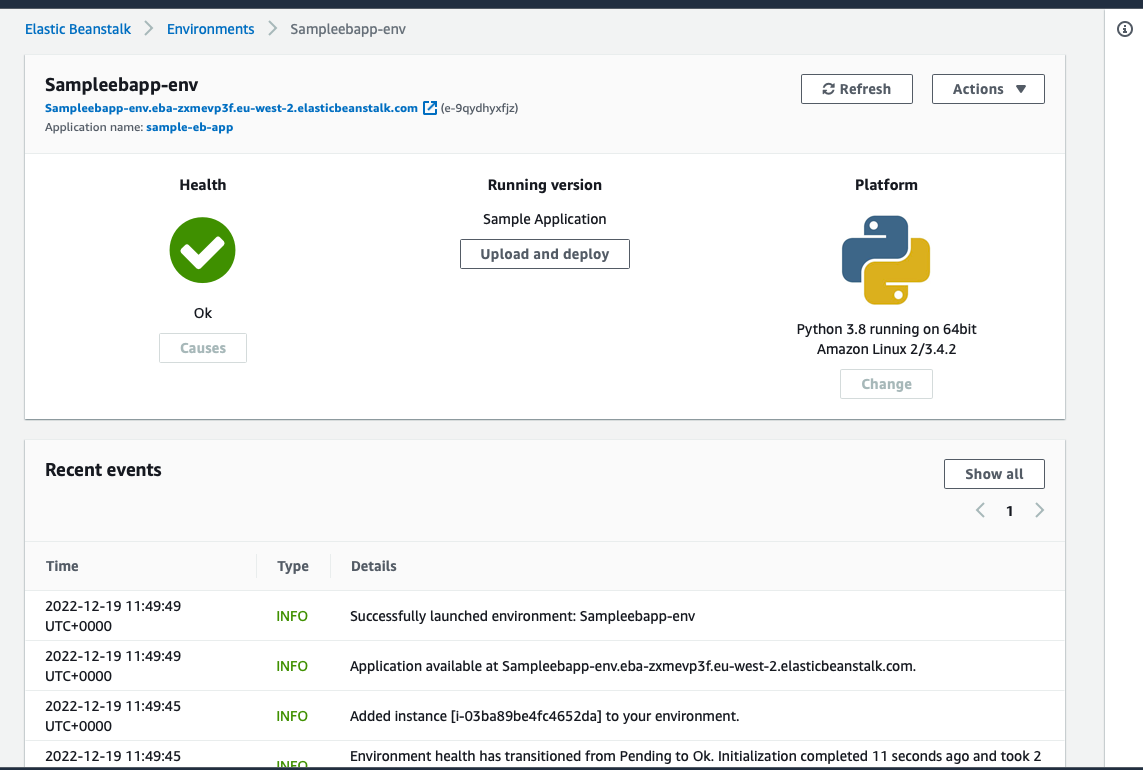 Elastic Beanstalk > Environments > Sampleebapp-env
Sampleebapp-env
Refresh
Actions ▼
Sampleebapp-env.eba-zxmevp3f.eu-west-2.elasticbeanstalk.com (e-9qydhyxfjz)
Application name: sample-eb-app
Health
Ok
Causes
Running version
Sample Application
Upload and deploy
Platform
Python 3.8 running on 64bit
Amazon Linux 2/3.4.2
Change
Recent events
Show all
< 1 >
Time Type Details
2022-12-19 11:49:49
UTC+0000
INFO
Successfully launched environment: Sampleebapp-env
2022-12-19 11:49:49
UTC+0000
INFO
Application available at Sampleebapp-env.eba-zxmevp3f.eu-west-2.elasticbeanstalk.com.
2022-12-19 11:49:45
UTC+0000
INFO
Added instance [i-03ba89be4fc4652da] to your environment.
2022-12-19 11:49:45
INFO
Environment health has transitioned from Pending to Ok. Initialization completed 11 seconds ago and took 2